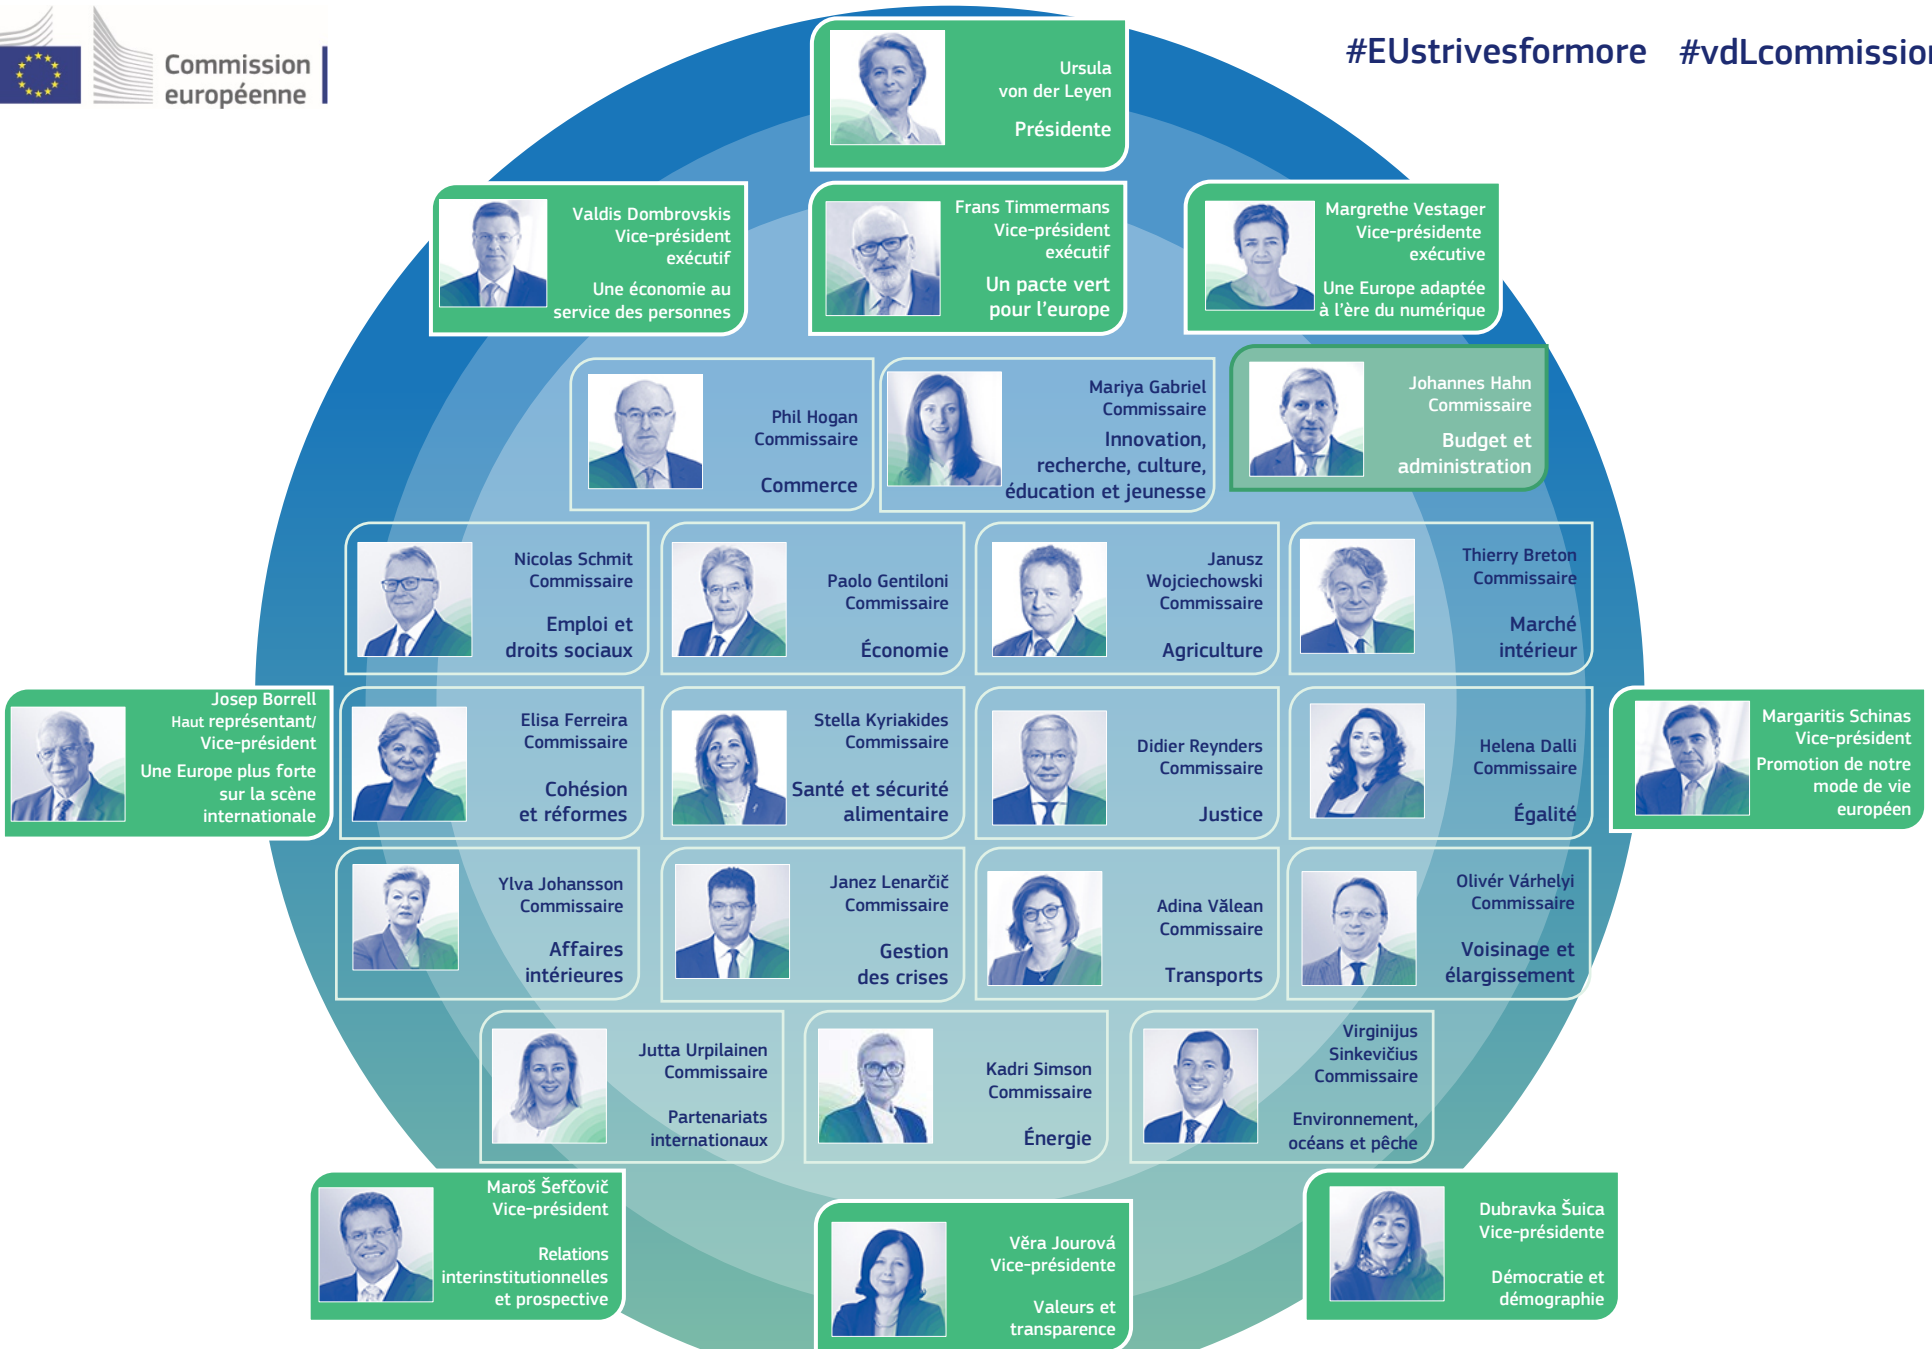 Commission
européenne
#EUstrivesformore #vdLcommission
Ursula
von der Leyen
Présidente
Valdis Dombrovskis
Vice-président
exécutif
Une économie au
service des personnes
Frans Timmermans
Vice-président
exécutif
Un pacte vert
pour l'europe
Margrethe Vestager
Vice-présidente
exécutive
Une Europe adaptée
à l'ère du numérique
Phil Hogan
Commissaire
Commerce
Mariya Gabriel
Commissaire
Innovation,
recherche, culture,
éducation et jeunesse
Johannes Hahn
Commissaire
Budget et
administration
Nicolas Schmit
Commissaire
Emploi et
droits sociaux
Paolo Gentiloni
Commissaire
Économie
Janusz
Wojciechowski
Commissaire
Agriculture
Thierry Breton
Commissaire
Marché
intérieur
Josep Borrell
Haut représentant/
Vice-président
Une Europe plus forte
sur la scène
internationale
Elisa Ferreira
Commissaire
Cohésion
et réformes
Stella Kyriakides
Commissaire
Santé et sécurité
alimentaire
Didier Reynders
Commissaire
Justice
Helena Dalli
Commissaire
Égalité
Margaritis Schinas
Vice-président
Promotion de notre
mode de vie
européen
Ylva Johansson
Commissaire
Affaires
intérieures
Janez Lenarčič
Commissaire
Gestion
des crises
Adina Vălean
Commissaire
Transports
Olivér Várhelyi
Commissaire
Voisinage et
élargissement
Jutta Urpilainen
Commissaire
Partenariats
internationaux
Kadri Simson
Commissaire
Énergie
Virginijus
Sinkevičius
Commissaire
Environnement,
océans et pêche
Maroš Šefčovič
Vice-président
Relations
interinstitutionnelles
et prospective
Věra Jourová
Vice-présidente
Valeurs et
transparence
Dubravka Šuica
Vice-présidente
Démocratie et
démographie